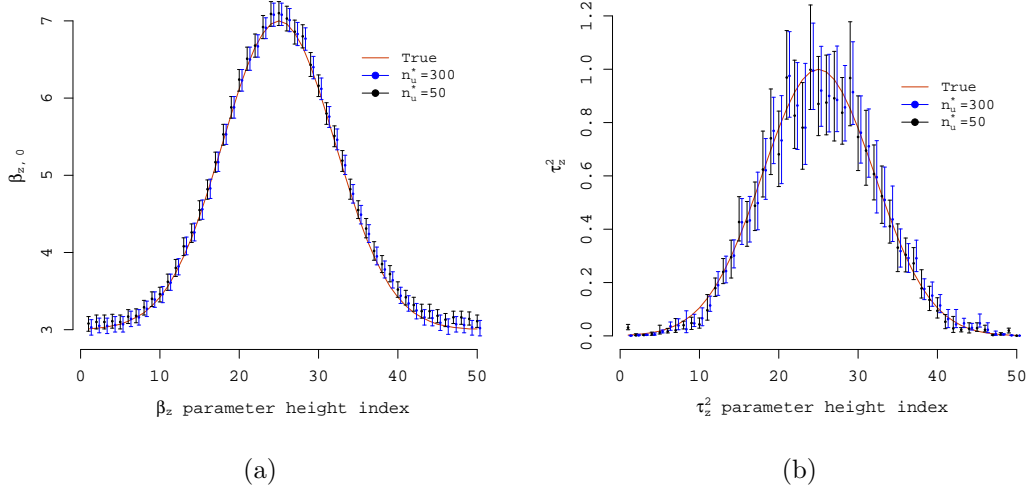 7
6
5
4
3
β_{z, 0}
0 10 20 30 40 50
β_z parameter height index
True
n_u^*=300
n_u^*=50
(a)
1.2
1.0
0.8
0.6
0.4
0.2
0.0
τ_z^2
0 10 20 30 40 50
τ_z^2 parameter height index
True
n_u^*=300
n_u^*=50
(b)